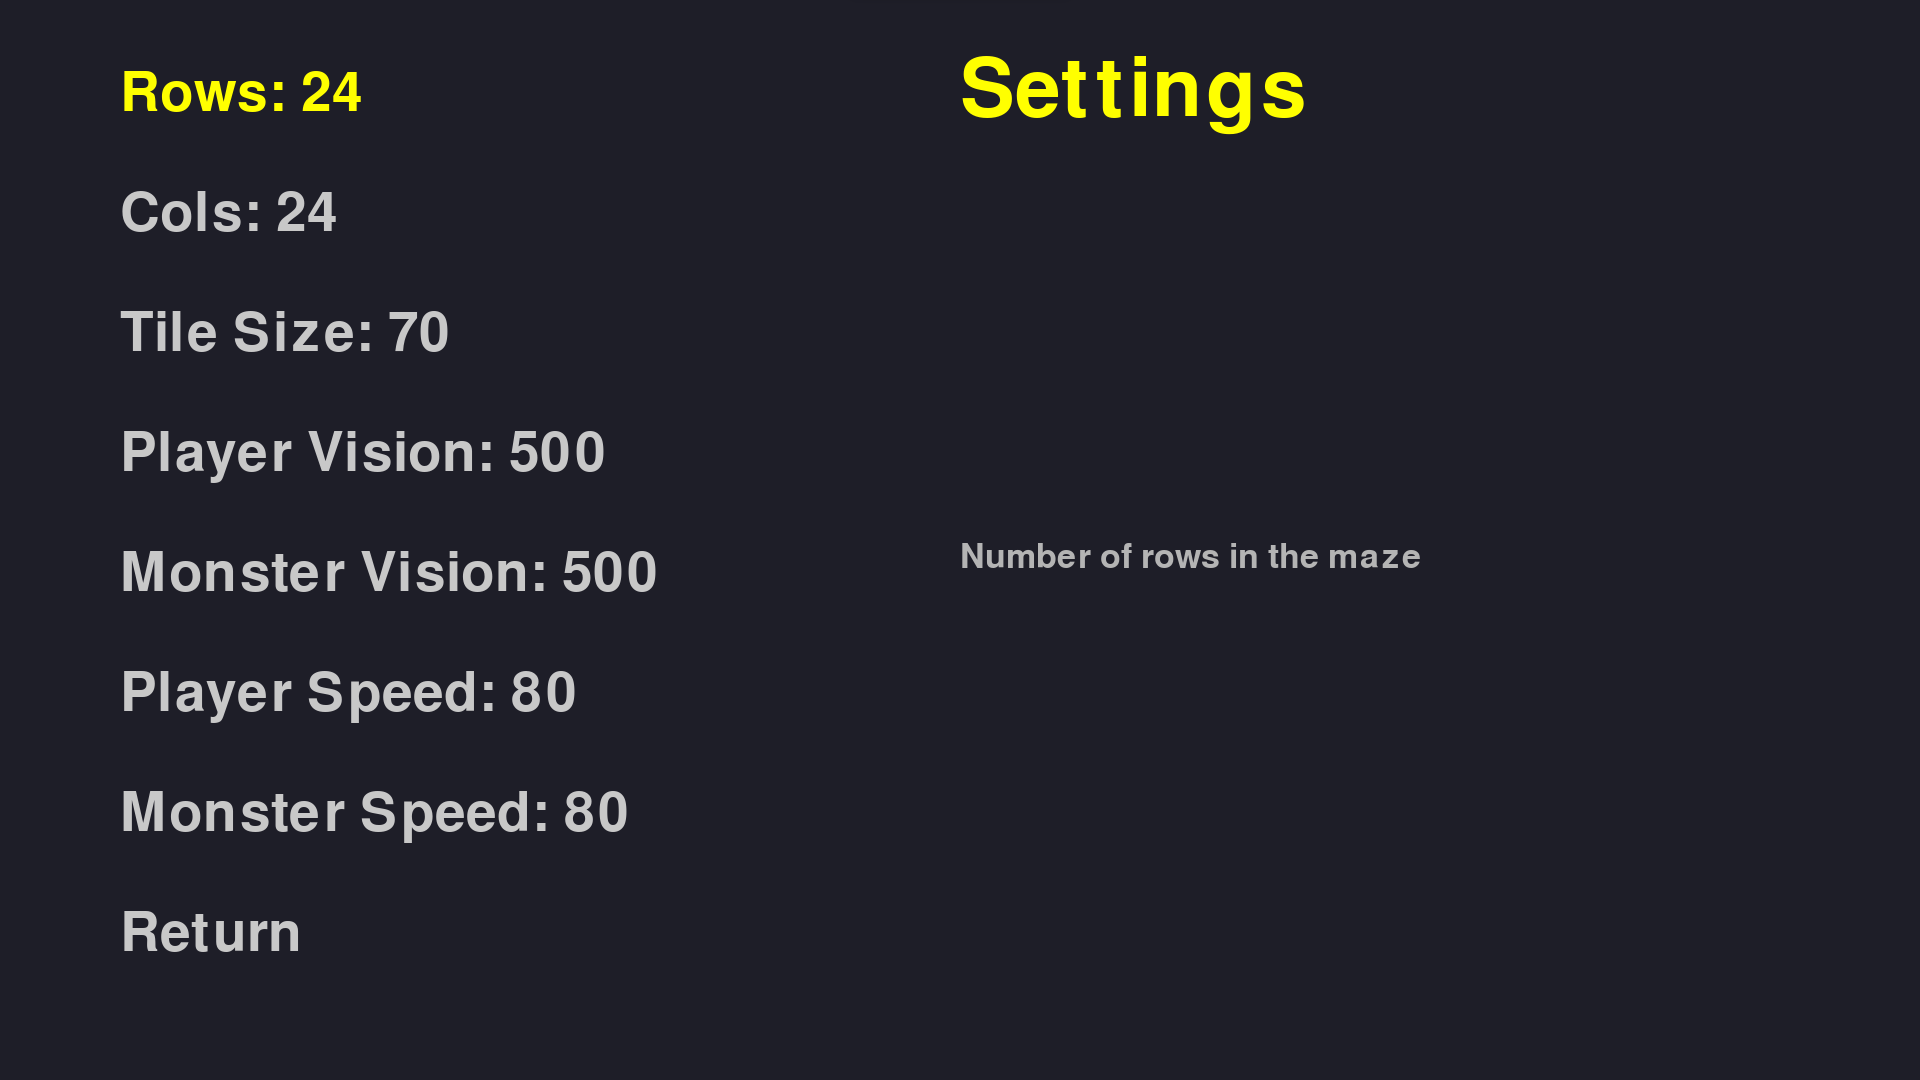 Rows: 24
Cols: 24
Tile Size: 70
Player Vision: 500
Monster Vision: 500
Player Speed: 80
Monster Speed: 80
Return
Settings
Number of rows in the maze